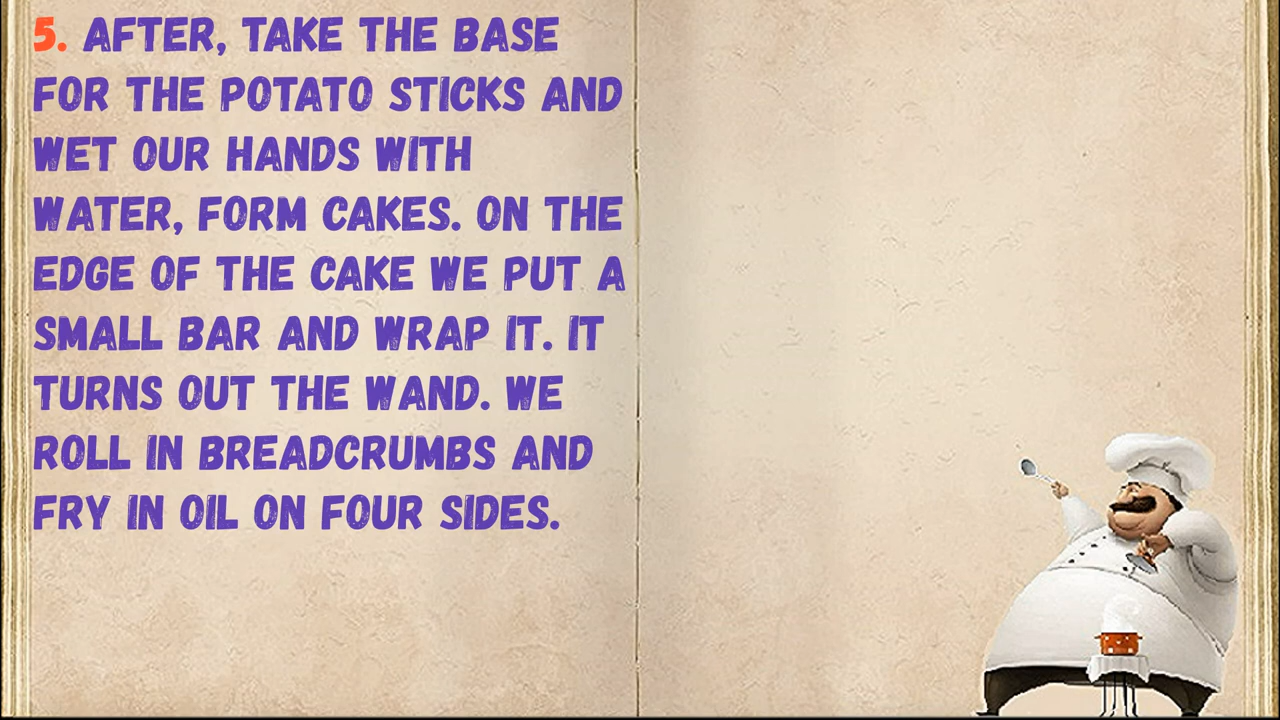 5. AFTER, TAKE THE BASE
FOR THE POTATO STICKS AND
WET OUR HANDS WITH
WATER, FORM CAKES. ON THE
EDGE OF THE CAKE WE PUT A
SMALL BAR AND WRAP IT. IT
TURNS OUT THE WAND. WE
ROLL IN BREADCRUMBS AND
FRY IN OIL ON FOUR SIDES.